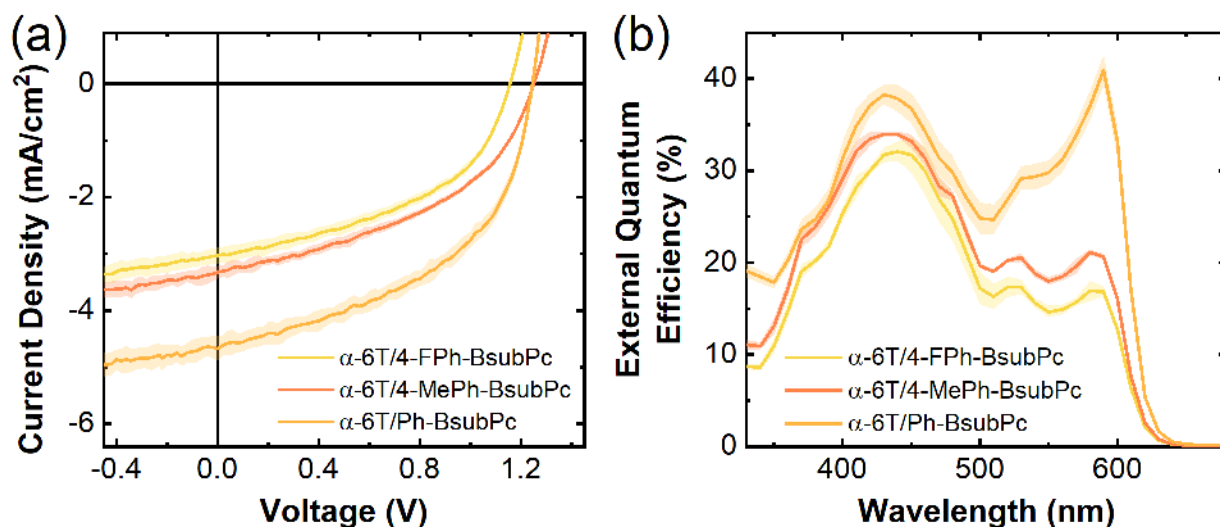 (a)
Current Density (mA/cm²)
0
-2
-4
-6
-0.4
0.0
0.4
0.8
1.2
Voltage (V)
α-6T/4-FPh-BsubPc
α-6T/4-MePh-BsubPc
α-6T/Ph-BsubPc
(b)
External Quantum
Efficiency (%)
40
30
20
10
0
400
500
600
Wavelength (nm)
α-6T/4-FPh-BsubPc
α-6T/4-MePh-BsubPc
α-6T/Ph-BsubPc